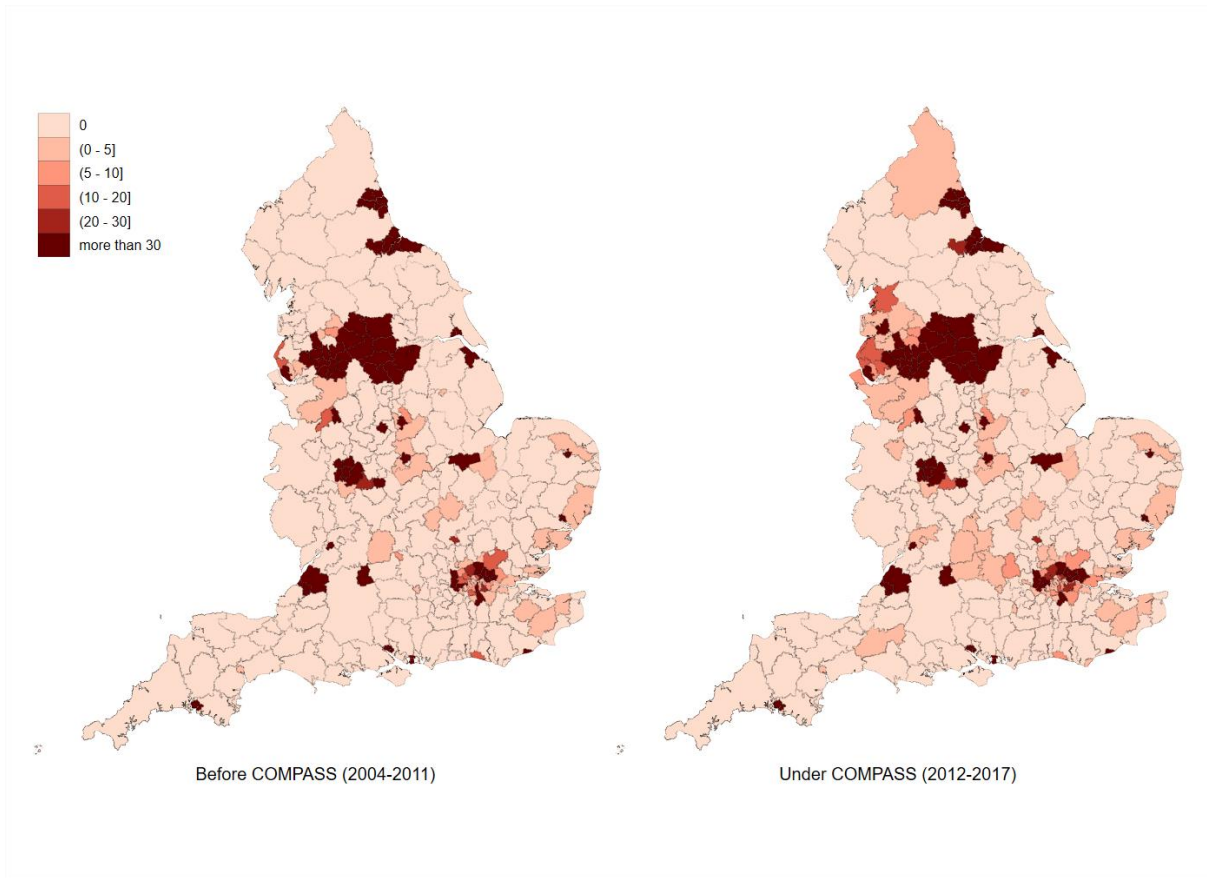 0
(0 - 5]
(5 - 10]
(10 - 20]
(20 - 30]
more than 30
Before COMPASS (2004-2011)
Under COMPASS (2012-2017)